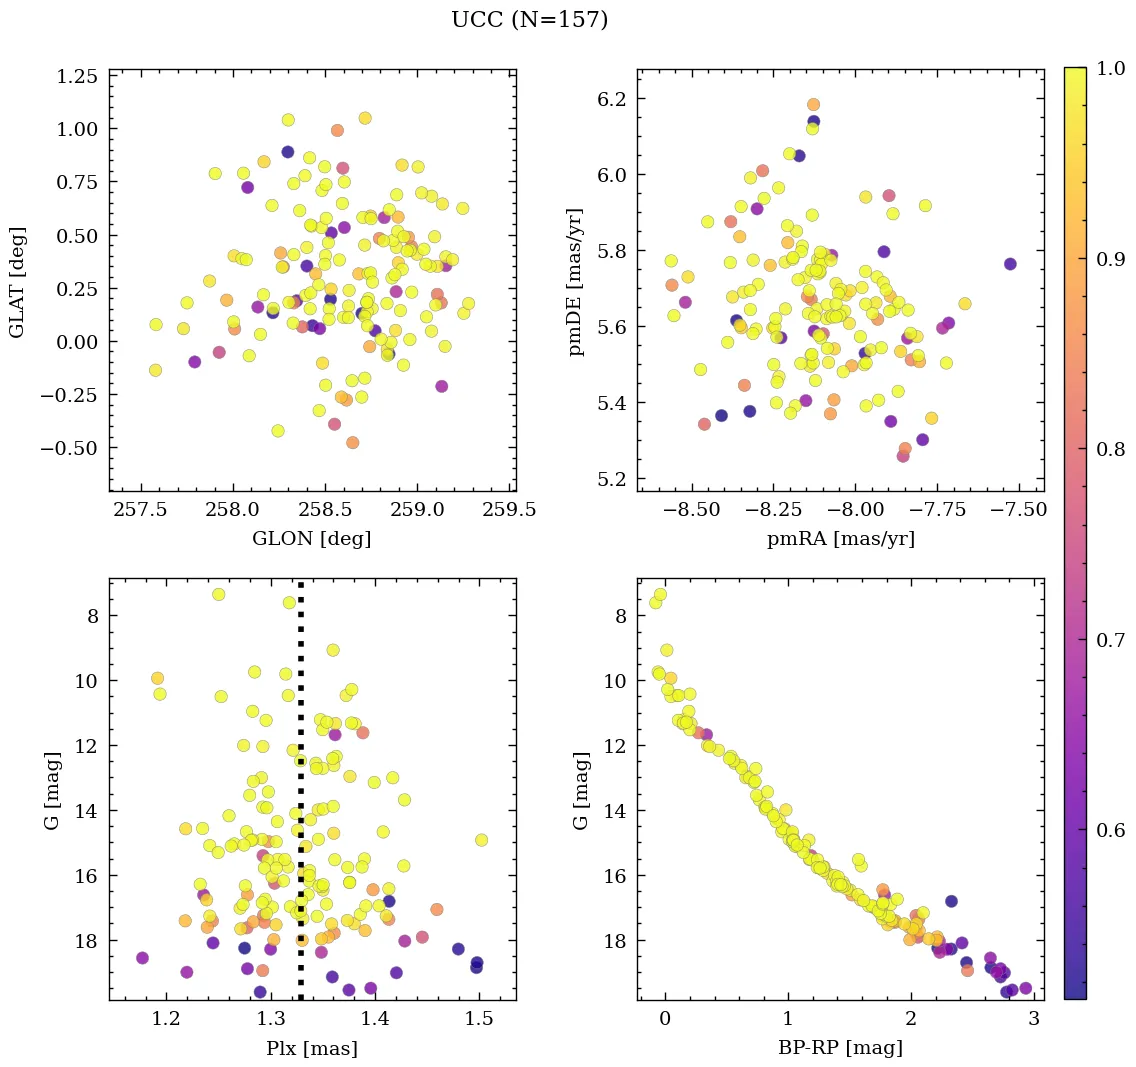 UCC (N=157)
1.25
1.00
0.75
0.50
0.25
0.00
−0.25
−0.50
GLAT [deg]
257.5 258.0 258.5 259.0 259.5
GLON [deg]
6.2
6.0
5.8
5.6
5.4
5.2
pmDE [mas/yr]
−8.50 −8.25 −8.00 −7.75 −7.50
pmRA [mas/yr]
8
10
12
14
16
18
G [mag]
1.2 1.3 1.4 1.5
Plx [mas]
8
10
12
14
16
18
G [mag]
0 1 2 3
BP-RP [mag]
1.0
0.9
0.8
0.7
0.6